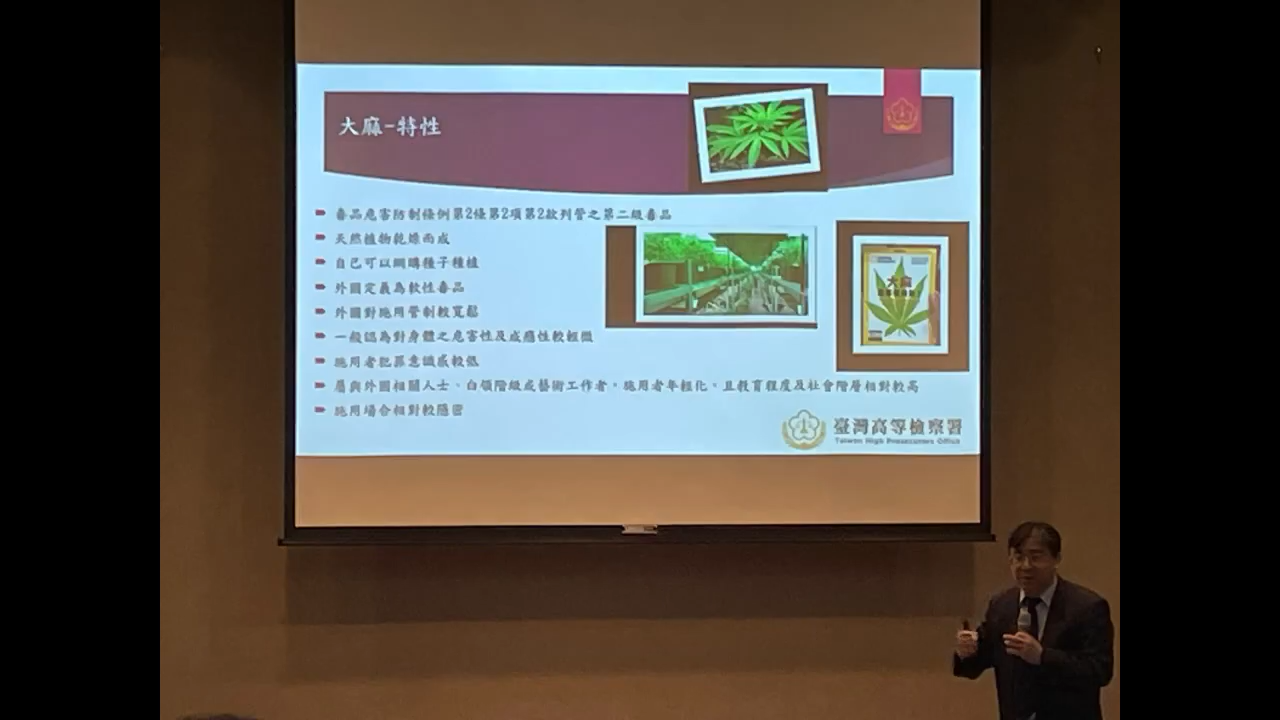 大麻-特性
毒品危害防制條例第2條第2項第2款列管之第二級毒品
天然植物乾燥而成
自己可以網購種子種植
外國定義為軟性毒品
外國對施用管制較寬鬆
一般認為對身體之危害性及成癮性較輕微
施用者犯罪意識感較低
屬與外國相關人士、白領階級或藝術工作者。施用者年輕化，且教育程度及社會階層相對較高
施用場合相對較隱密
大麻
臺灣高等檢察署
Taiwan High Prosecutors Office